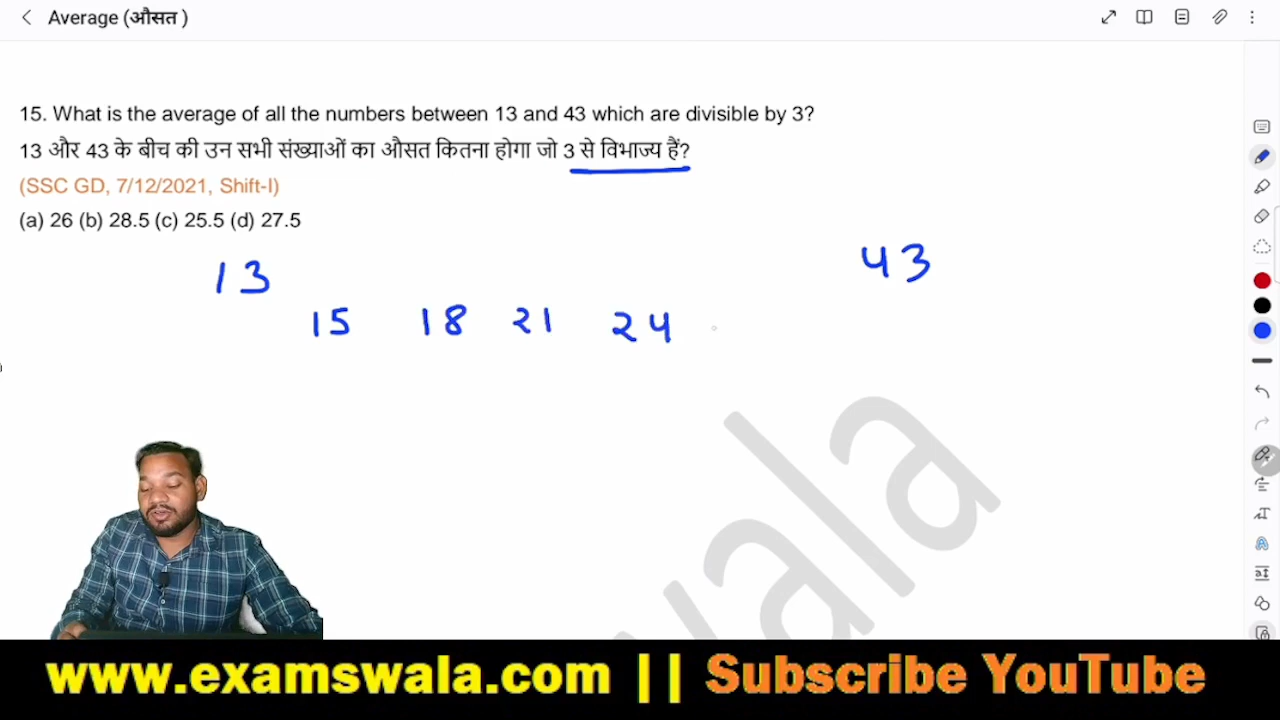 Average (औसत )
15. What is the average of all the numbers between 13 and 43 which are divisible by 3?
13 और 43 के बीच की उन सभी संख्याओं का औसत कितना होगा जो 3 से विभाज्य हैं?
(SSC GD, 7/12/2021, Shift-I)
(a) 26 (b) 28.5 (c) 25.5 (d) 27.5
13 43
15 18 21 24
wala
www.examswala.com || Subscribe YouTube